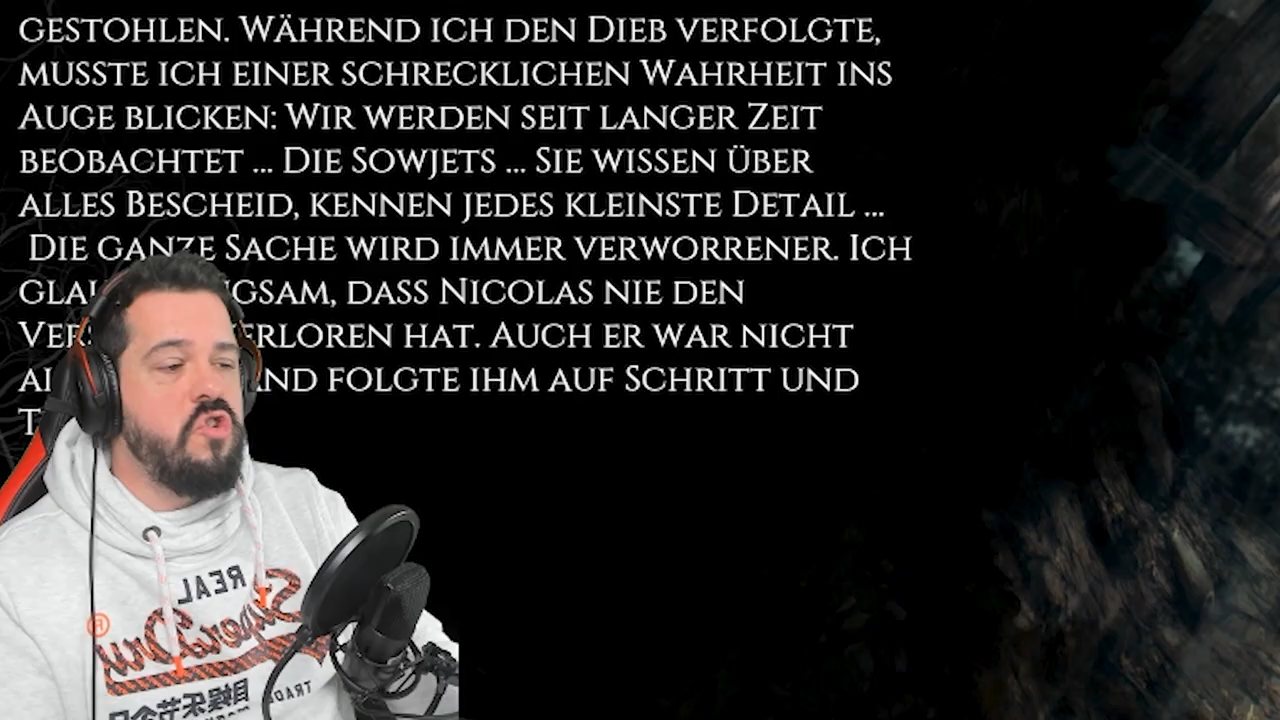 GESTOHLEN. WÄHREND ICH DEN DIEB VERFOLGTE,
MUSSTE ICH EINER SCHRECKLICHEN WAHRHEIT INS
AUGE BLICKEN: WIR WERDEN SEIT LANGER ZEIT
BEOBACHTET ... DIE SOWJETS ... SIE WISSEN ÜBER
ALLES BESCHEID, KENNEN JEDES KLEINSTE DETAIL ...
DIE GANZE SACHE WIRD IMMER VERWORRENER. ICH
DASS NICOLAS NIE DEN
HAT. AUCH ER WAR NICHT
FOLGTE IHM AUF SCHRITT UND
REAL
Superdry
®